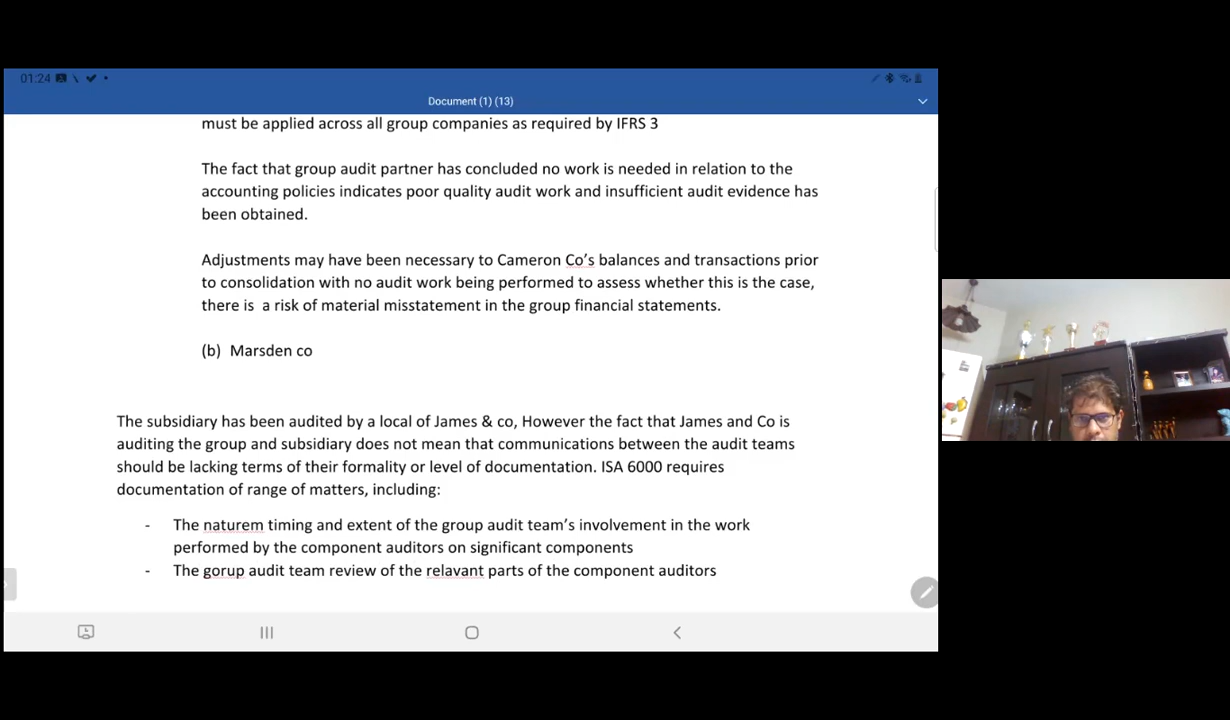 01:24
Document (1) (13)
must be applied across all group companies as required by IFRS 3
The fact that group audit partner has concluded no work is needed in relation to the
accounting policies indicates poor quality audit work and insufficient audit evidence has
been obtained.
Adjustments may have been necessary to Cameron Co's balances and transactions prior
to consolidation with no audit work being performed to assess whether this is the case,
there is a risk of material misstatement in the group financial statements.
(b) Marsden co
The subsidiary has been audited by a local of James & co, However the fact that James and Co is
auditing the group and subsidiary does not mean that communications between the audit teams
should be lacking terms of their formality or level of documentation. ISA 6000 requires
documentation of range of matters, including:
- The naturem timing and extent of the group audit team's involvement in the work
performed by the component auditors on significant components
- The gorup audit team review of the relavant parts of the component auditors